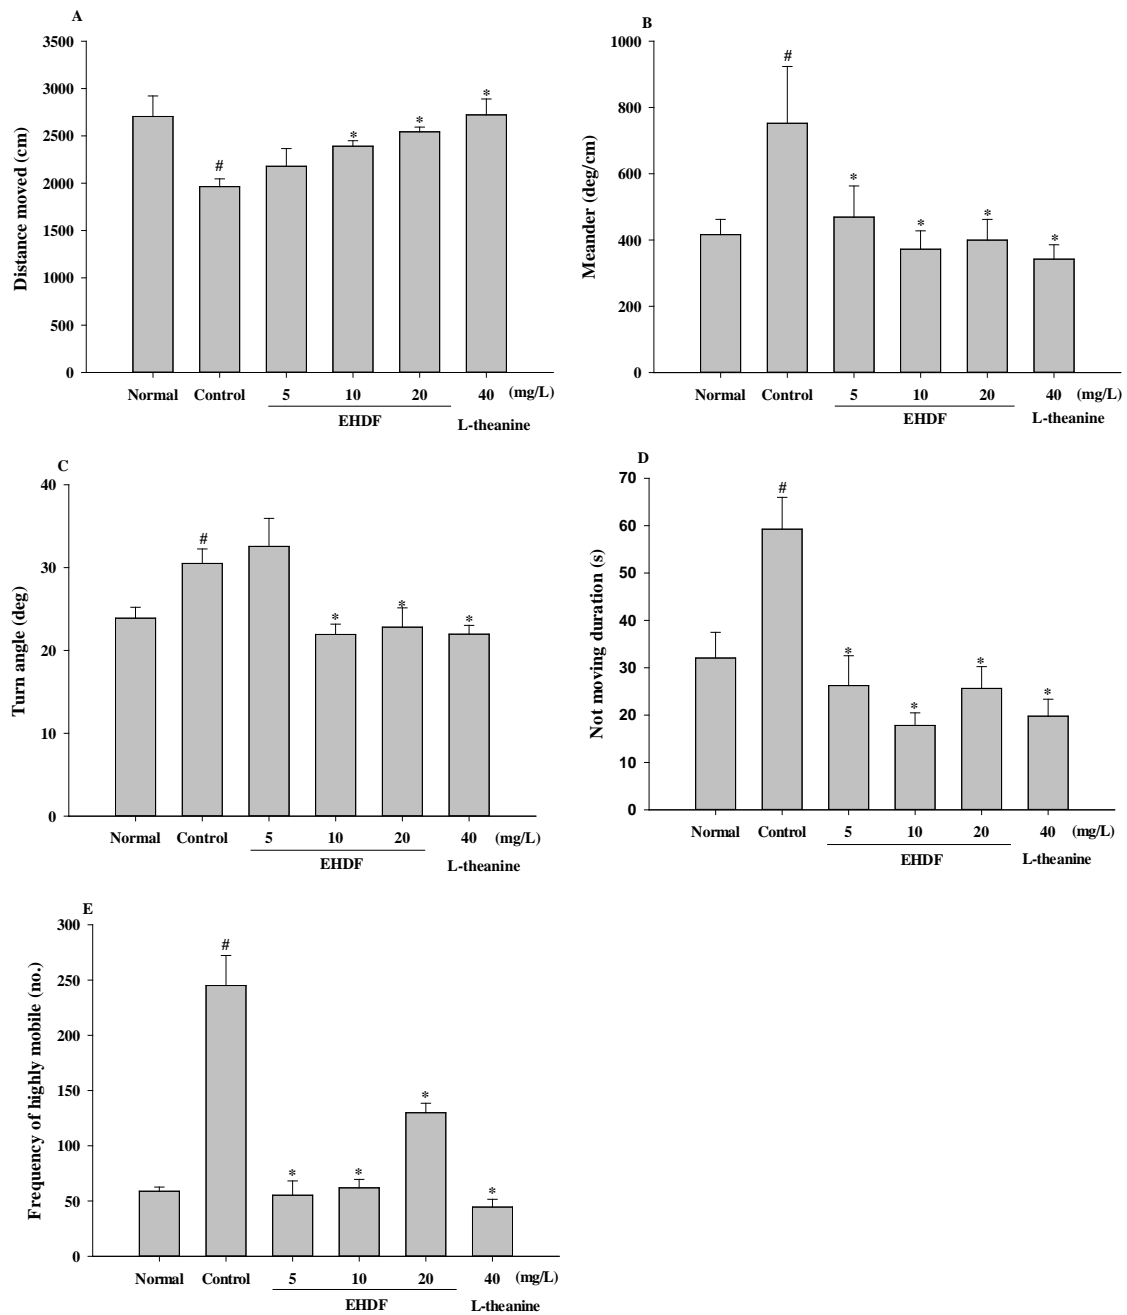 A
Distance moved (cm)
3500
3000
2500
2000
1500
1000
500
0
#
*
*
*
Normal Control 5 10 20 40 (mg/L)
EHDF
L-theanine
B
Meander (deg/cm)
1000
800
600
400
200
0
#
*
*
*
*
Normal Control 5 10 20 40 (mg/L)
EHDF L-theanine
C
Turn angle (deg)
40
30
20
10
0
#
*
*
*
Normal Control 5 10 20 40 (mg/L)
EHDF L-theanine
D
Not moving duration (s)
70
60
50
40
30
20
10
0
#
*
*
*
*
Normal Control 5 10 20 40 (mg/L)
EHDF L-theanine
E
Frequency of highly mobile (no.)
300
250
200
150
100
50
0
#
*
*
*
*
Normal Control 5 10 20 40 (mg/L)
EHDF L-theanine